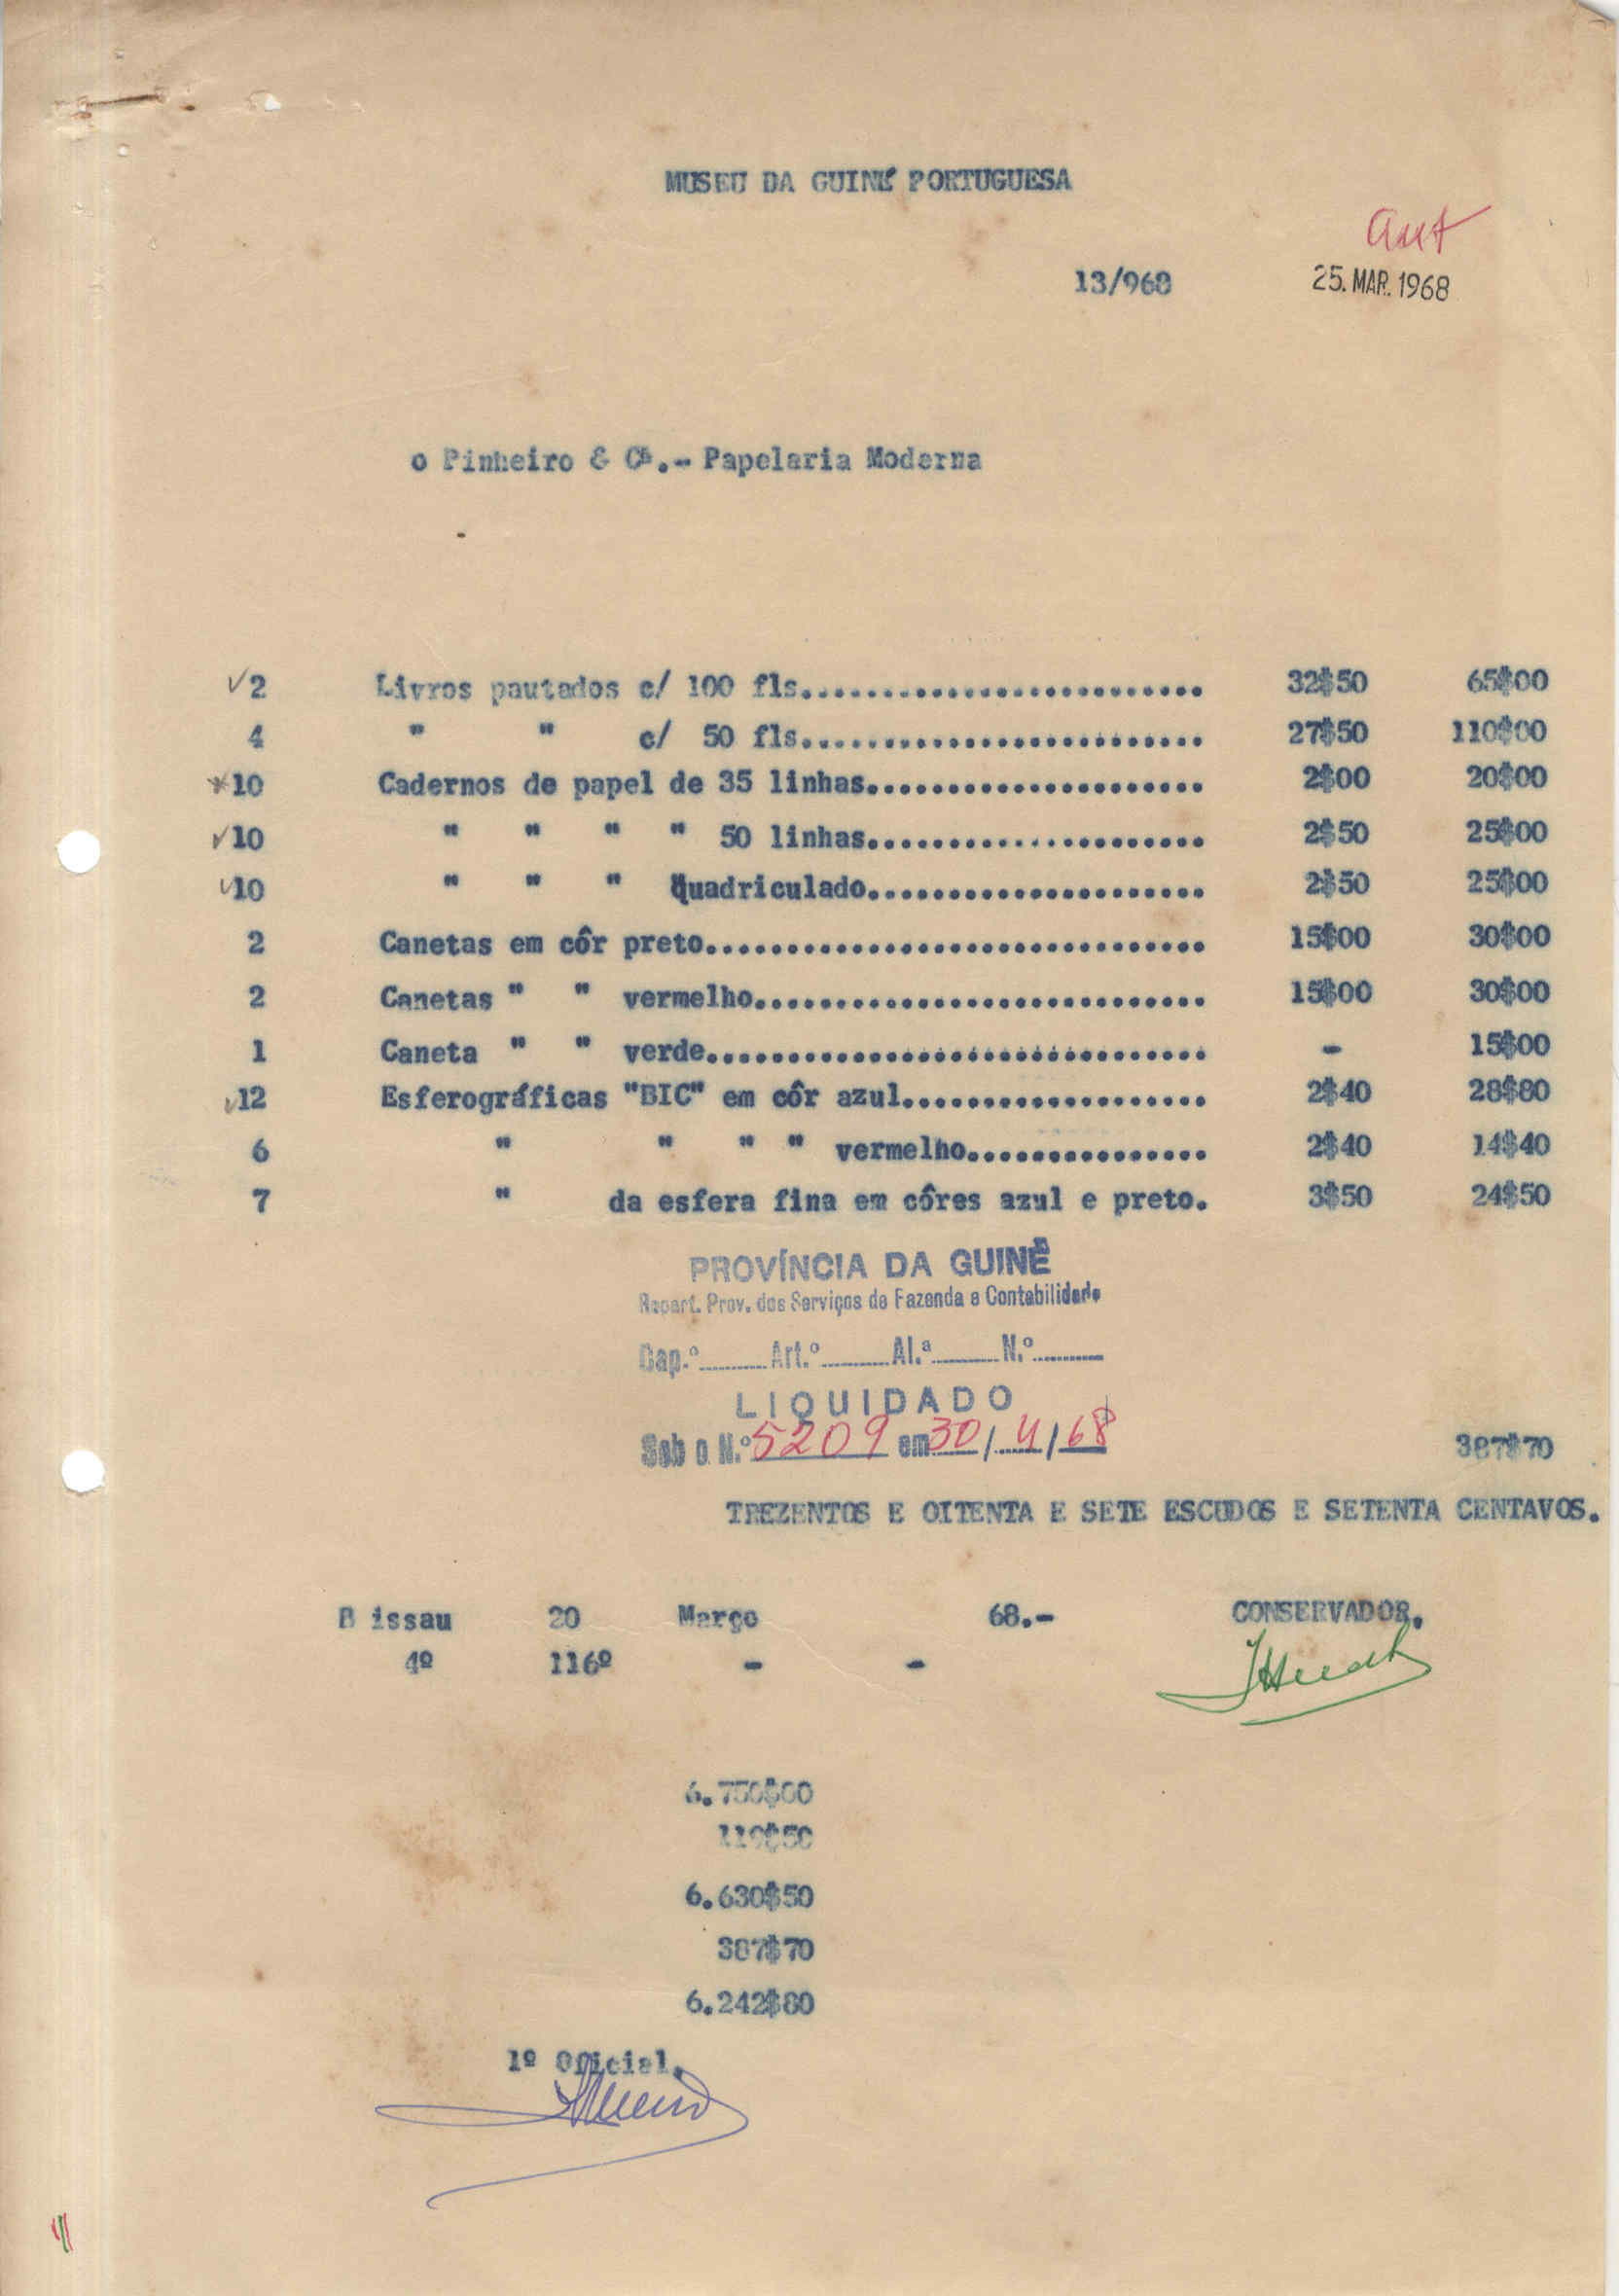 MUSEU DA GUINÉ PORTUGUESA
Aut
13/968 25. MAR. 1968
o Pinheiro & Cª.- Papelaria Moderna
2 Livros pautados c/ 100 fls......................... 32$50 65$00
4 " " c/ 50 fls......................... 27$50 110$00
10 Cadernos de papel de 35 linhas..................... 2$00 20$00
10 " " " " 50 linhas..................... 2$50 25$00
10 " " " quadriculado..................... 2$50 25$00
2 Canetas em côr preto............................... 15$00 30$00
2 Canetas " " vermelho............................ 15$00 30$00
1 Caneta " " verde............................... - 15$00
12 Esferográficas "BIC" em côr azul................... 2$40 28$80
6 " " " " vermelho............... 2$40 14$40
7 " da esfera fina em côres azul e preto. 3$50 24$50
PROVÍNCIA DA GUINÉ
Repart. Prov. dos Serviços de Fazenda e Contabilidade
Cap.º Art.º Al.ª N.º
LIQUIDADO
Sob o N.º 5209 em 30/4/68
387$70
TREZENTOS E OITENTA E SETE ESCUDOS E SETENTA CENTAVOS.
B issau 20 Março 68.- CONSERVADOR.
4º 116º - -
6.750$00
119$50
6.630$50
387$70
6.242$80
1º Oficial,